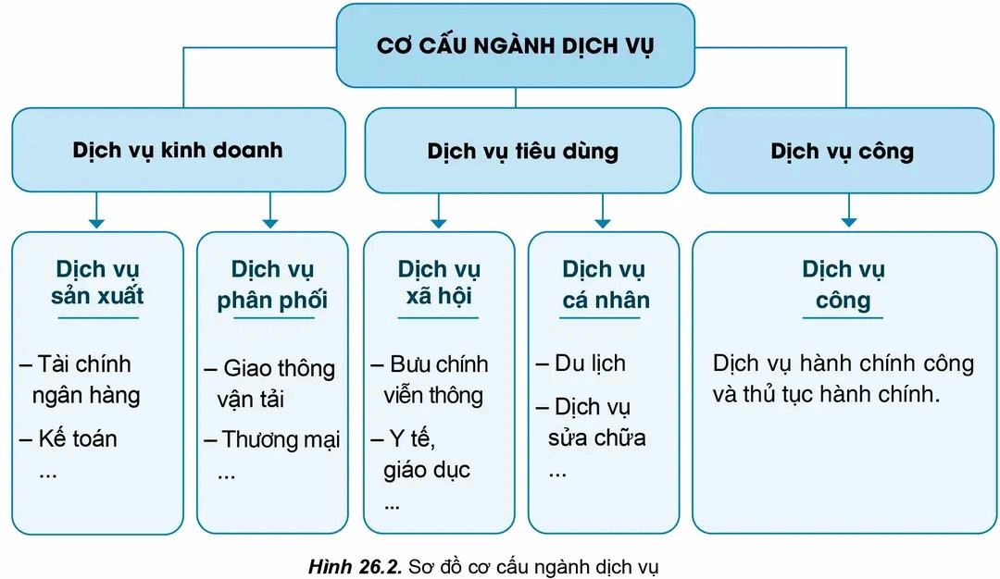 CƠ CẤU NGÀNH DỊCH VỤ
Dịch vụ kinh doanh
Dịch vụ tiêu dùng
Dịch vụ công
Dịch vụ
sản xuất
– Tài chính
ngân hàng
– Kế toán
...
Dịch vụ
phân phối
– Giao thông
vận tải
– Thương mại
...
Dịch vụ
xã hội
– Bưu chính
viễn thông
– Y tế,
giáo dục
...
Dịch vụ
cá nhân
– Du lịch
– Dịch vụ
sửa chữa
...
Dịch vụ
công
Dịch vụ hành chính công
và thủ tục hành chính.
Hình 26.2. Sơ đồ cơ cấu ngành dịch vụ